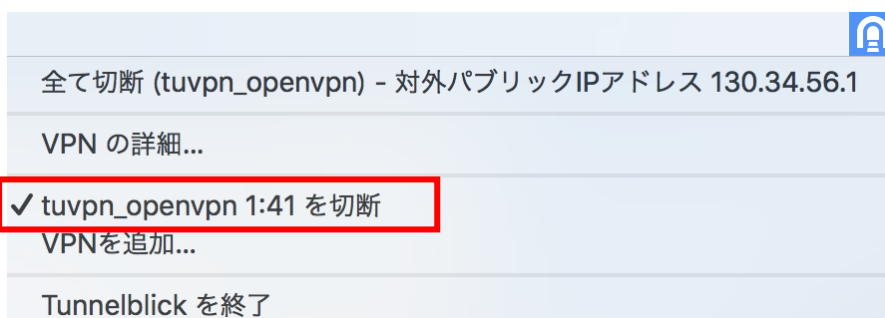 全て切断 (tuvpn_openvpn) - 対外パブリックIPアドレス 130.34.56.1
VPN の詳細...
✓ tuvpn_openvpn 1:41 を切断
VPNを追加...
Tunnelblick を終了